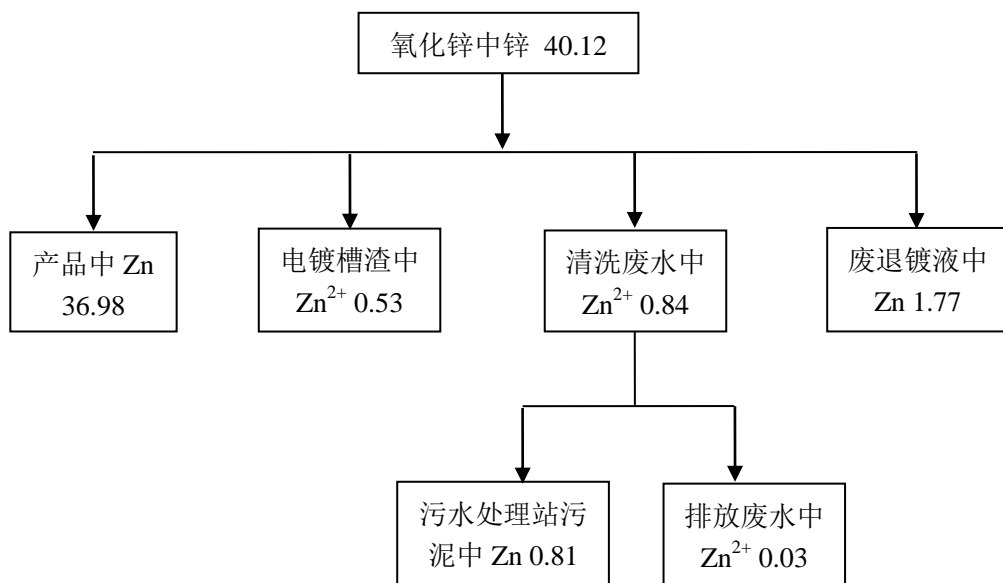 氧化锌中锌 40.12
产品中 Zn
36.98
电镀槽渣中
Zn²⁺ 0.53
清洗废水中
Zn²⁺ 0.84
废退镀液中
Zn 1.77
污水处理站污
泥中 Zn 0.81
排放废水中
Zn²⁺ 0.03